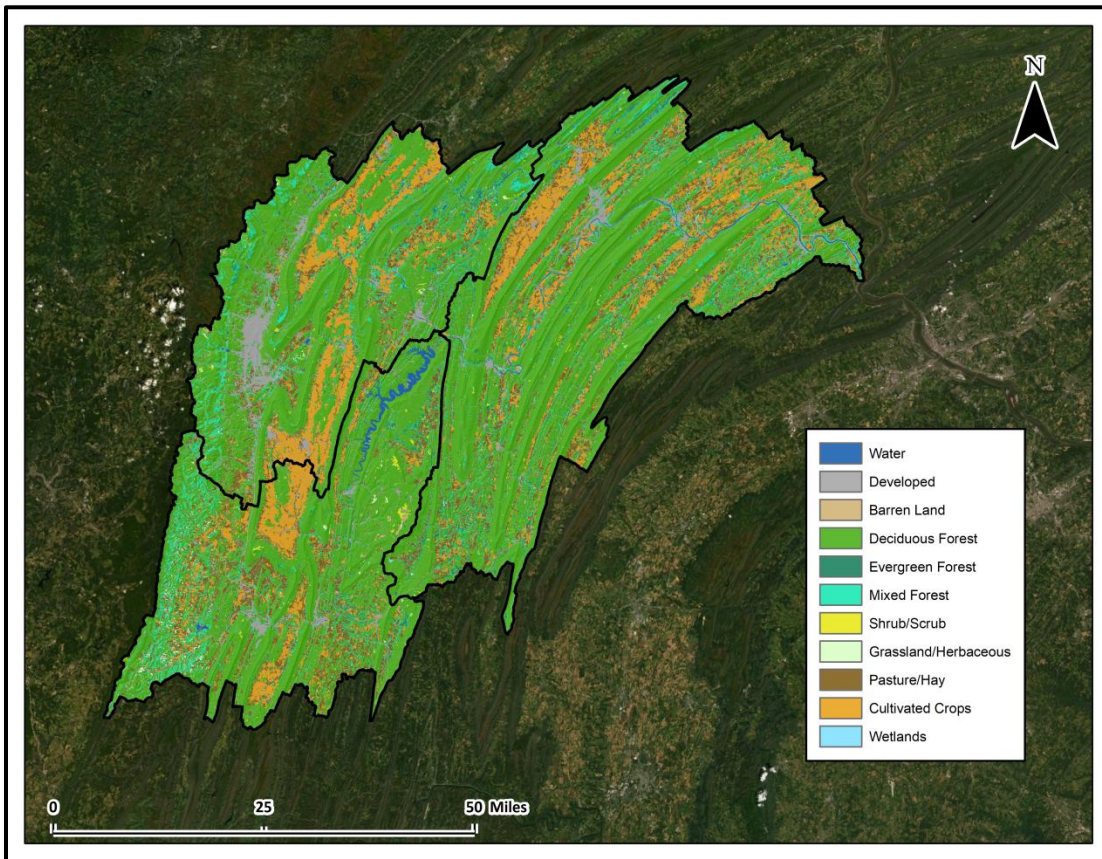 N
Water
Developed
Barren Land
Deciduous Forest
Evergreen Forest
Mixed Forest
Shrub/Scrub
Grassland/Herbaceous
Pasture/Hay
Cultivated Crops
Wetlands
0 25 50 Miles